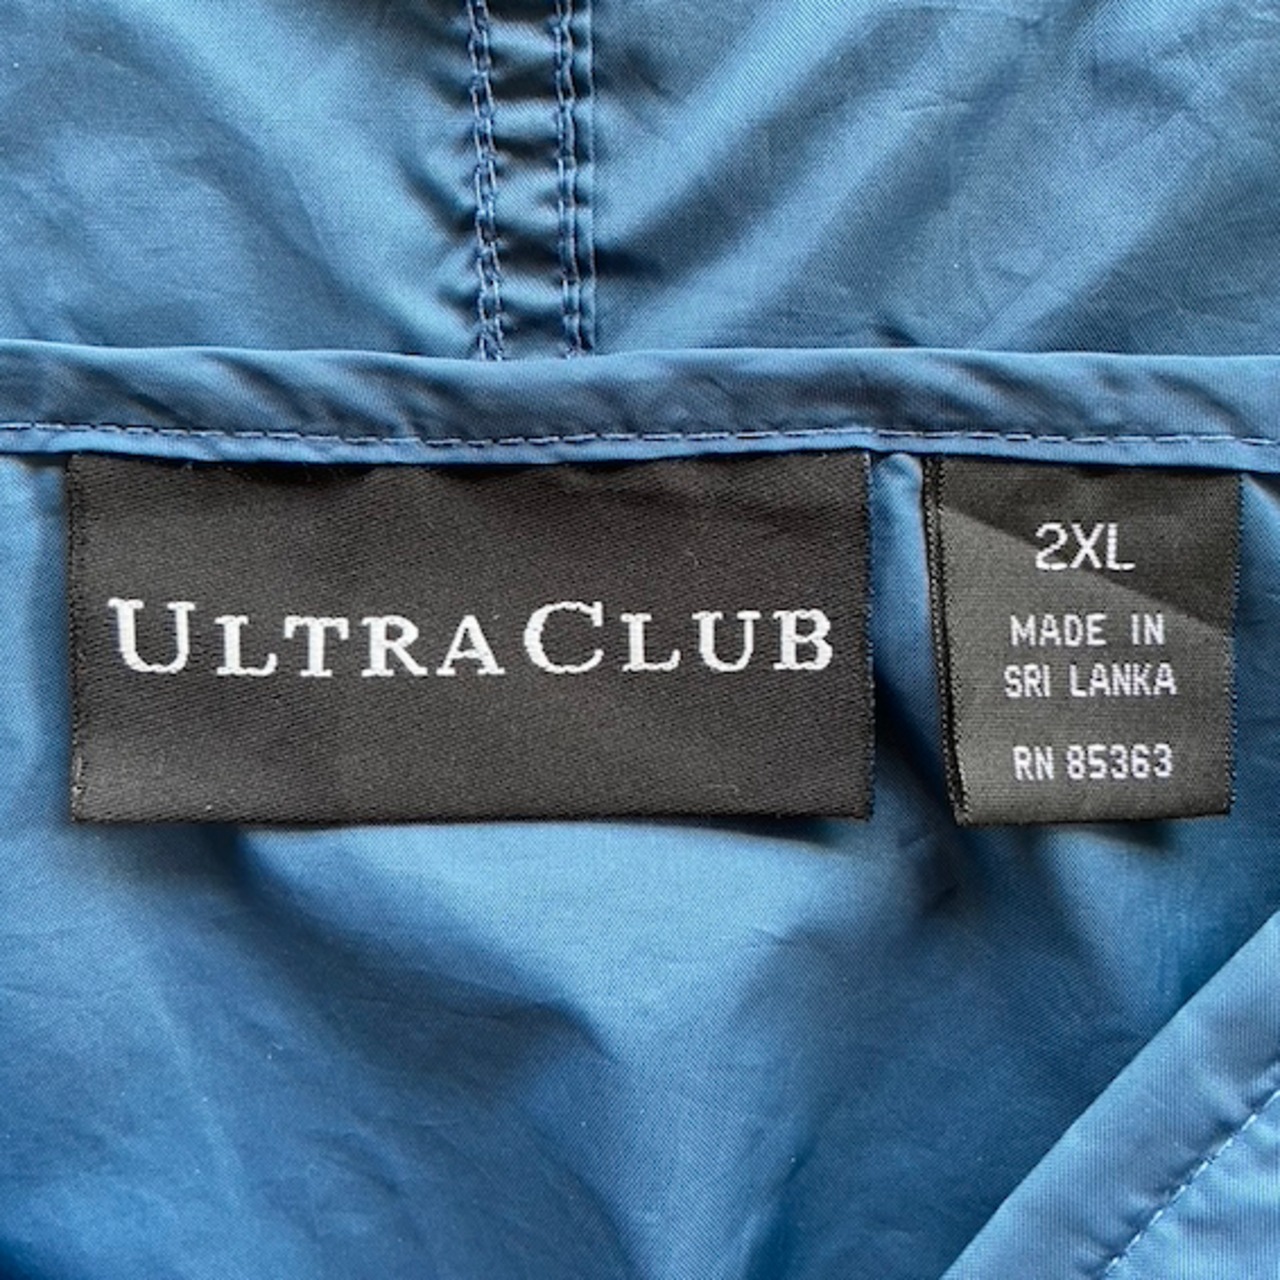 ULTRACLUB
2XL
MADE IN
SRI LANKA
RN 85363